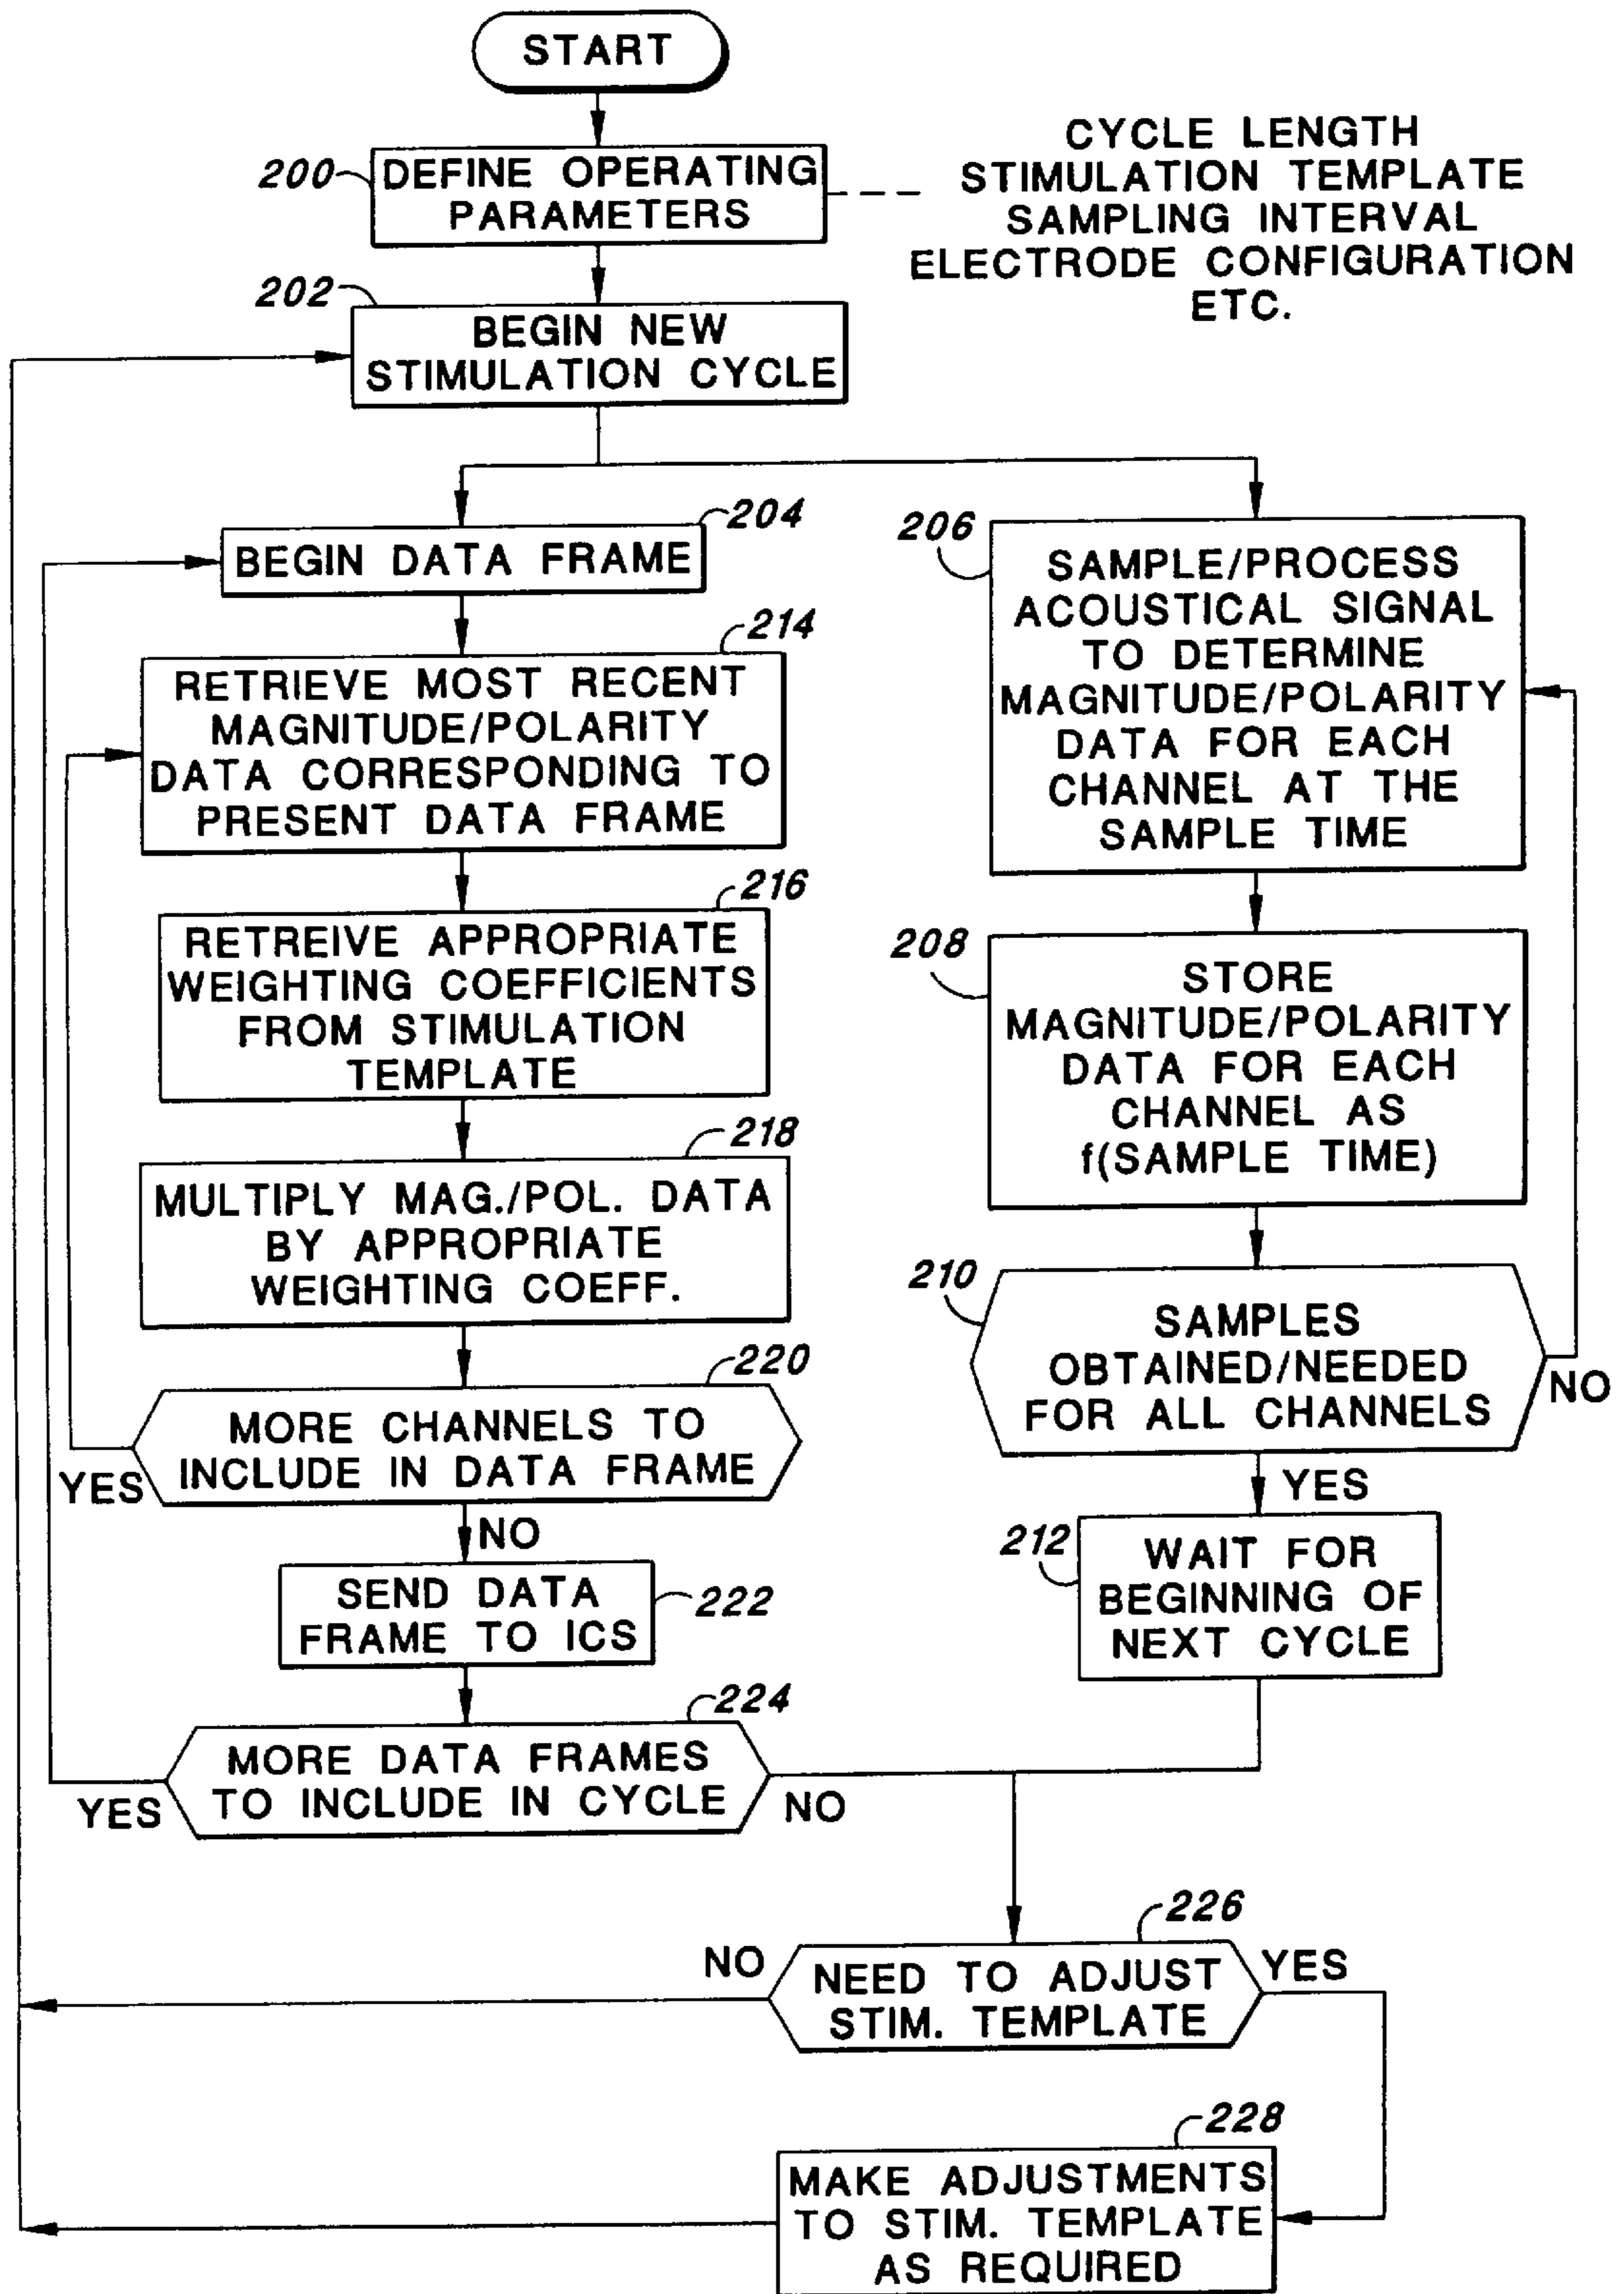 START
200
DEFINE OPERATING
PARAMETERS
CYCLE LENGTH
STIMULATION TEMPLATE
SAMPLING INTERVAL
ELECTRODE CONFIGURATION
ETC.
202
BEGIN NEW
STIMULATION CYCLE
204
BEGIN DATA FRAME
214
RETRIEVE MOST RECENT
MAGNITUDE/POLARITY
DATA CORRESPONDING TO
PRESENT DATA FRAME
216
RETREIVE APPROPRIATE
WEIGHTING COEFFICIENTS
FROM STIMULATION
TEMPLATE
218
MULTIPLY MAG./POL. DATA
BY APPROPRIATE
WEIGHTING COEFF.
220
MORE CHANNELS TO
INCLUDE IN DATA FRAME
YES
NO
SEND DATA
FRAME TO ICS
222
224
MORE DATA FRAMES
TO INCLUDE IN CYCLE
YES
NO
206
SAMPLE/PROCESS
ACOUSTICAL SIGNAL
TO DETERMINE
MAGNITUDE/POLARITY
DATA FOR EACH
CHANNEL AT THE
SAMPLE TIME
208
STORE
MAGNITUDE/POLARITY
DATA FOR EACH
CHANNEL AS
f(SAMPLE TIME)
210
SAMPLES
OBTAINED/NEEDED
FOR ALL CHANNELS
NO
YES
212
WAIT FOR
BEGINNING OF
NEXT CYCLE
226
NO
NEED TO ADJUST
STIM. TEMPLATE
YES
228
MAKE ADJUSTMENTS
TO STIM. TEMPLATE
AS REQUIRED